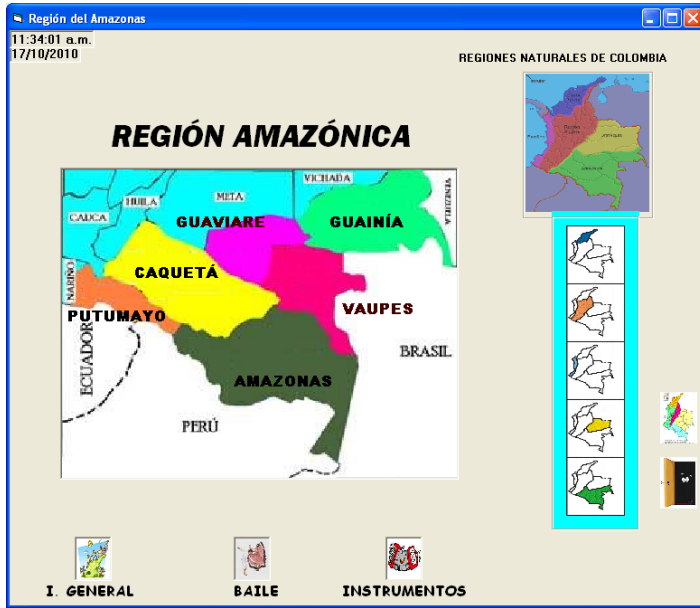 Región del Amazonas
11:34:01 a.m.
17/10/2010
REGIONES NATURALES DE COLOMBIA
REGIÓN AMAZÓNICA
VICHADA
META
HUILA
CAUCA
VENEZUELA
GUAVIARE
GUAINÍA
CAQUETÁ
NARIÑO
PUTUMAYO
VAUPES
ECUADOR
BRASIL
AMAZONAS
PERÚ
I. GENERAL
BAILE
INSTRUMENTOS